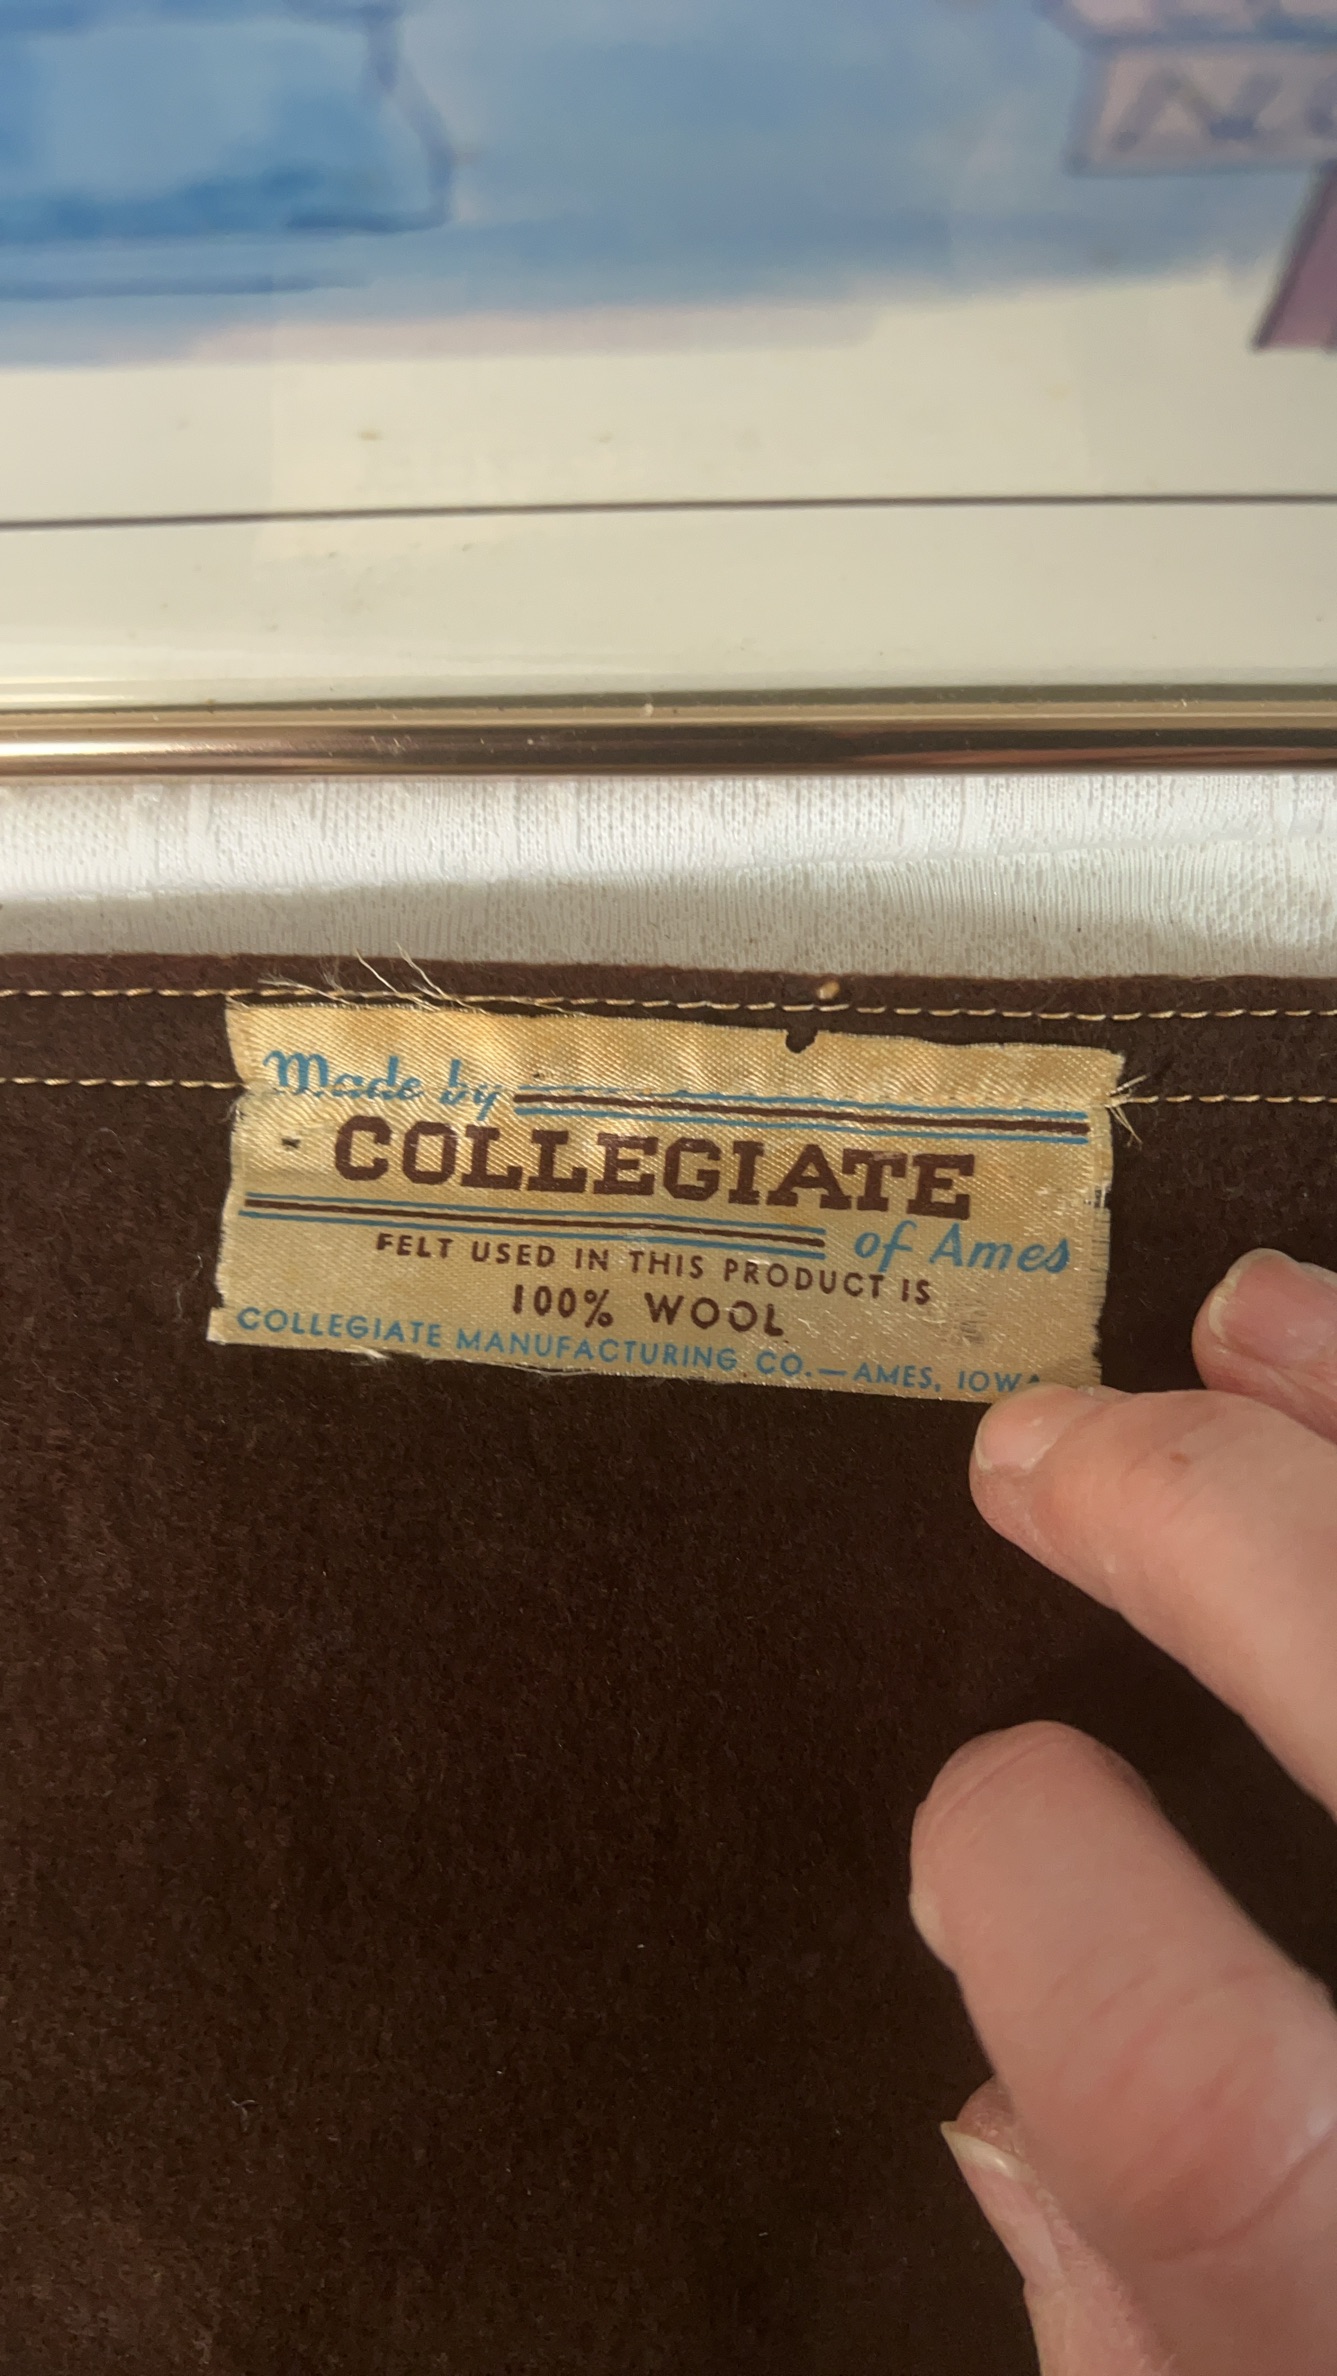 Made by
COLLEGIATE
of Ames
FELT USED IN THIS PRODUCT IS
100% WOOL
COLLEGIATE MANUFACTURING CO.—AMES, IOWA